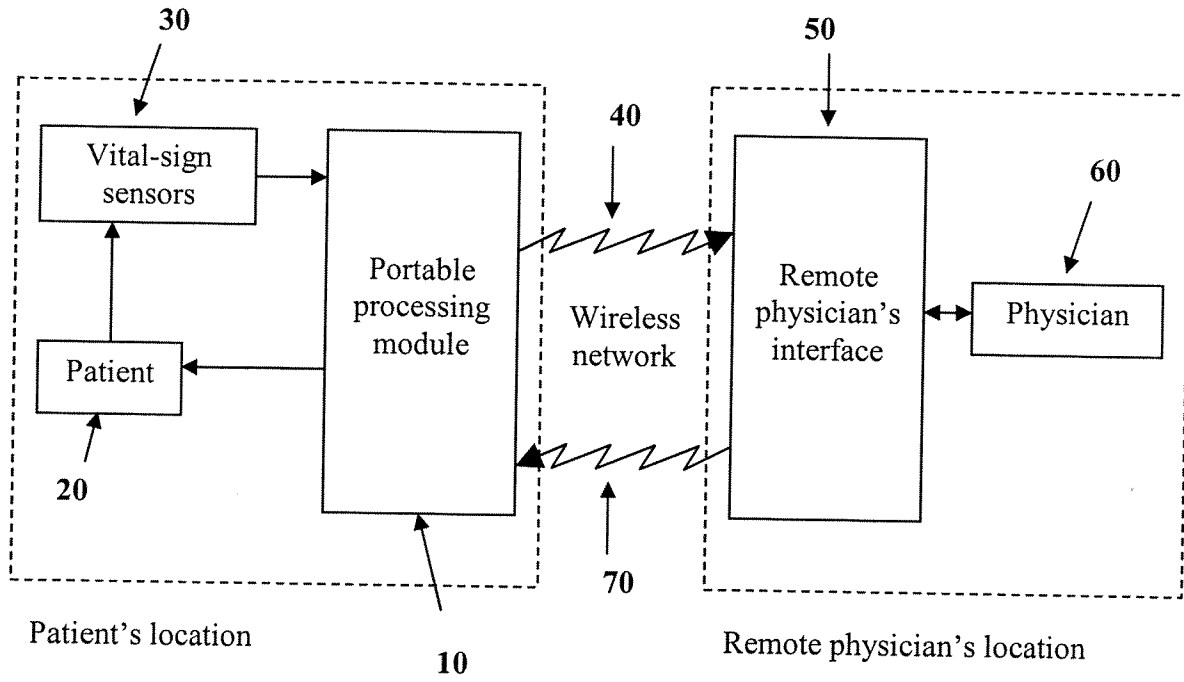 30
50
Vital-sign
sensors
40
60
Portable
processing
module
Wireless
network
Remote
physician's
interface
Physician
Patient
20
70
Patient's location
10
Remote physician's location